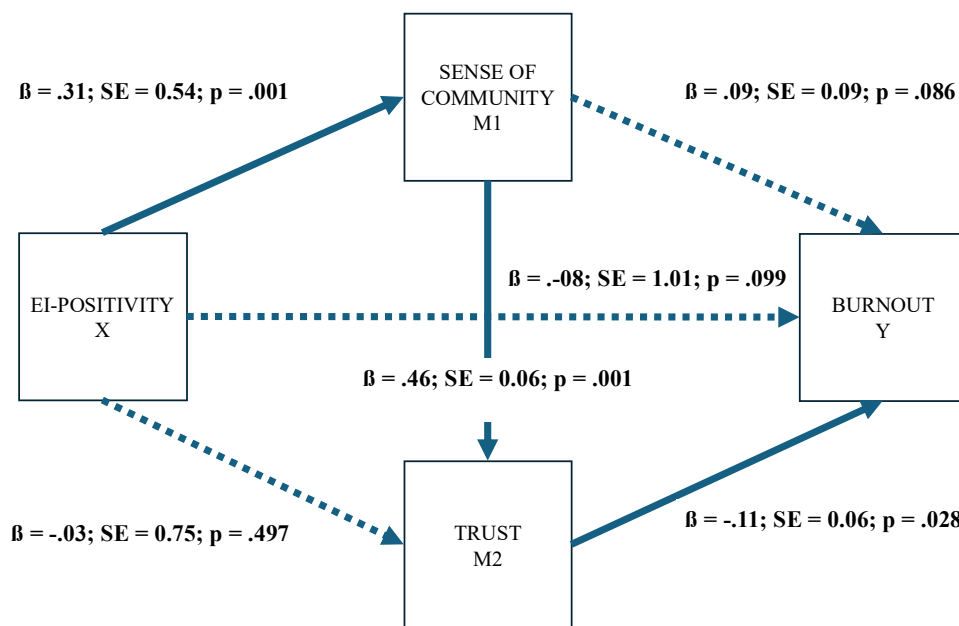 SENSE OF
COMMUNITY
M1
ß = .31; SE = 0.54; p = .001
ß = .09; SE = 0.09; p = .086
EI-POSITIVITY
X
ß = .-08; SE = 1.01; p = .099
BURNOUT
Y
ß = .46; SE = 0.06; p = .001
TRUST
M2
ß = -.03; SE = 0.75; p = .497
ß = -.11; SE = 0.06; p = .028